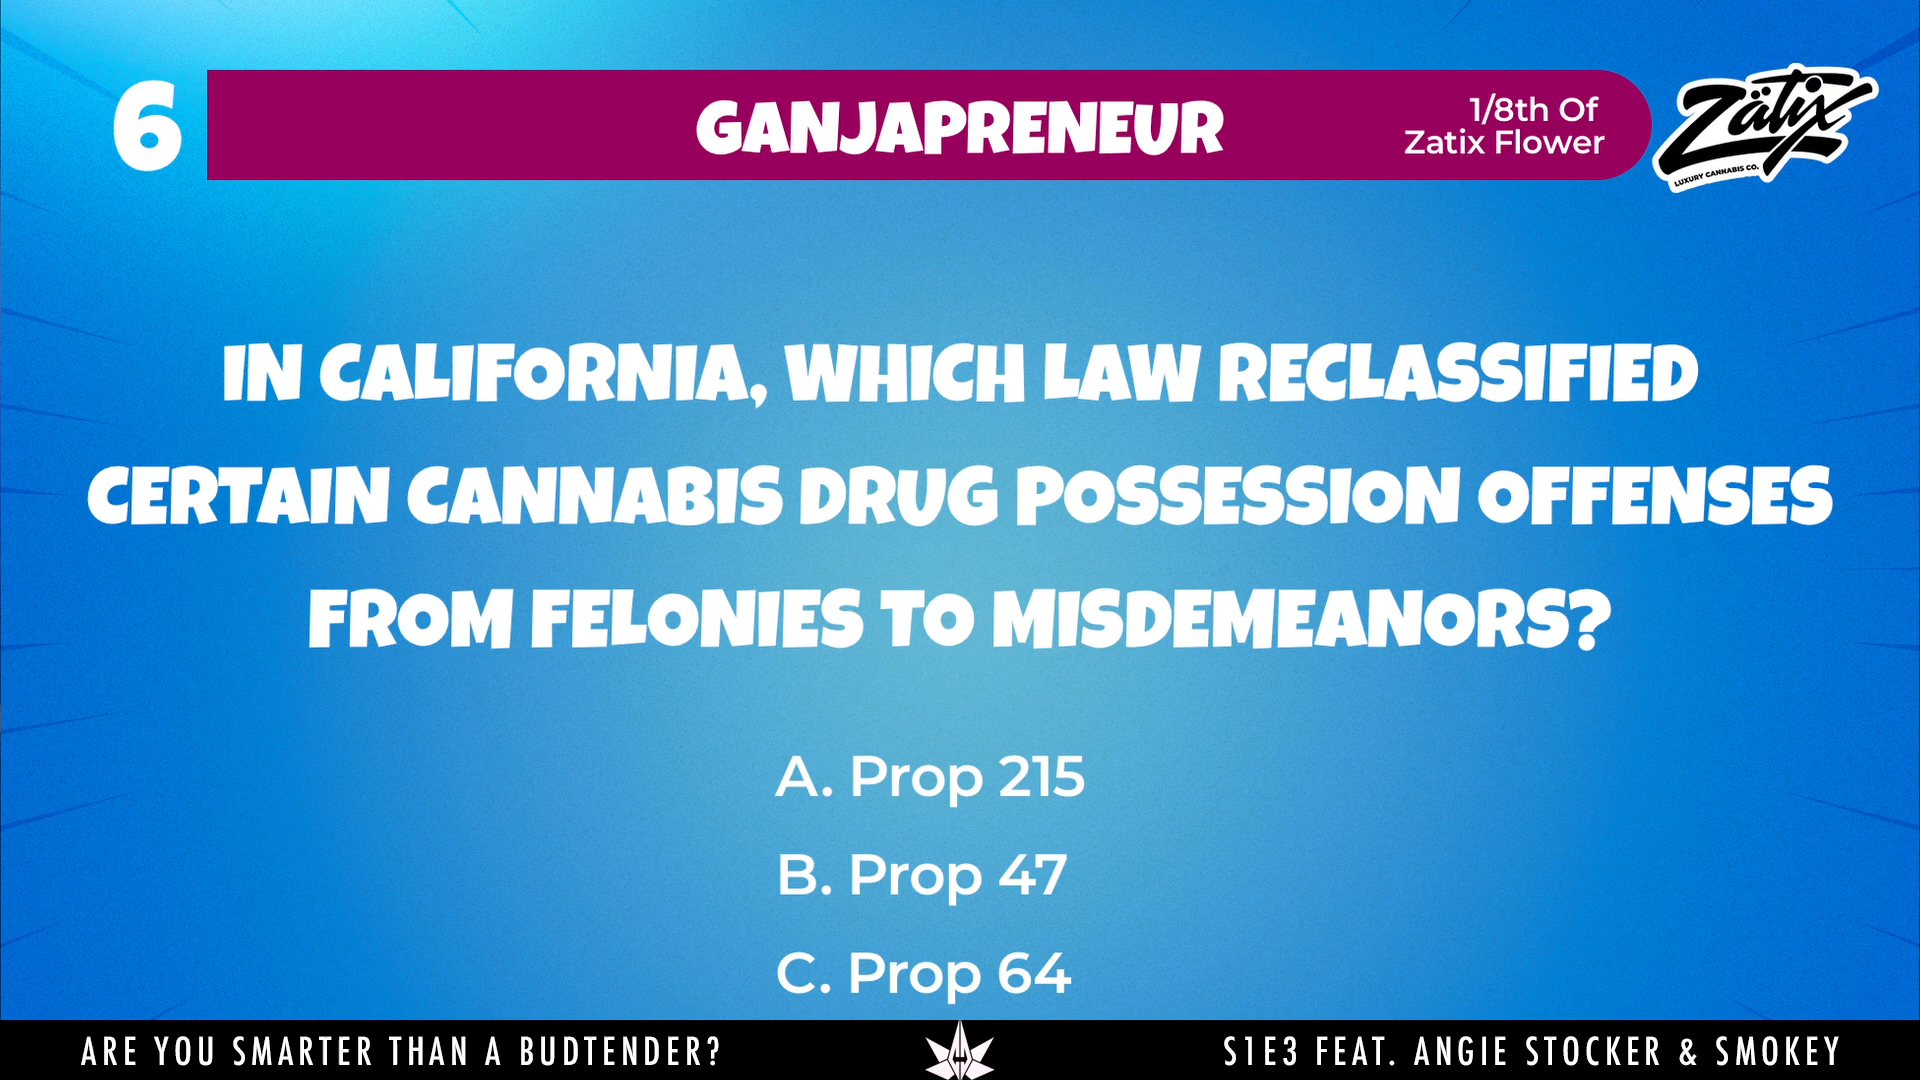 6
GANJAPRENEUR
1/8th Of
Zatix Flower
Zätix
LUXURY CANNABIS CO.
IN CALIFORNIA, WHICH LAW RECLASSIFIED
CERTAIN CANNABIS DRUG POSSESSION OFFENSES
FROM FELONIES TO MISDEMEANORS?
A. Prop 215
B. Prop 47
C. Prop 64
ARE YOU SMARTER THAN A BUDTENDER?
S1E3 FEAT. ANGIE STOCKER & SMOKEY